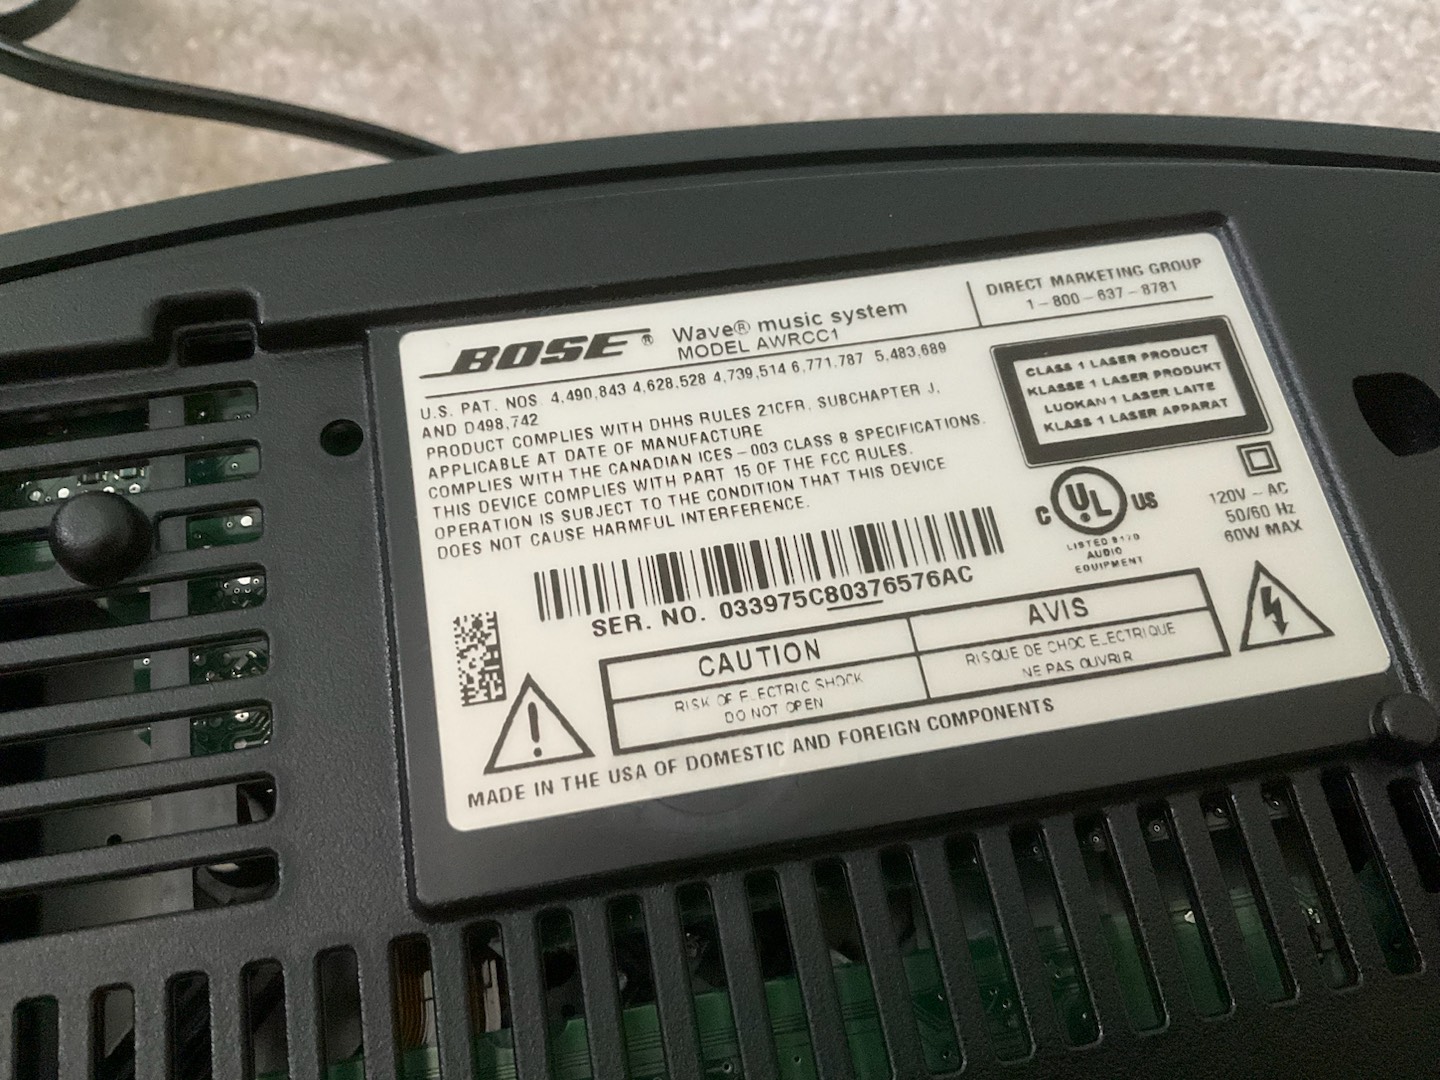 BOSE® Wave® music system
MODEL AWRCC1
DIRECT MARKETING GROUP
1-800-637-8781
U.S. PAT. NOS. 4,490,843 4,628,528 4,739,514 6,771,787 5,483,689
AND D498,742
PRODUCT COMPLIES WITH DHHS RULES 21CFR, SUBCHAPTER J,
APPLICABLE AT DATE OF MANUFACTURE
COMPLIES WITH THE CANADIAN ICES-003 CLASS B SPECIFICATIONS.
THIS DEVICE COMPLIES WITH PART 15 OF THE FCC RULES.
OPERATION IS SUBJECT TO THE CONDITION THAT THIS DEVICE
DOES NOT CAUSE HARMFUL INTERFERENCE.
CLASS 1 LASER PRODUCT
KLASSE 1 LASER PRODUKT
LUOKAN 1 LASER LAITE
KLASS 1 LASER APPARAT
C UL US
LISTED 9170
AUDIO
EQUIPMENT
120V ~ AC
50/60 Hz
60W MAX
SER. NO. 033975C80376576AC
CAUTION
RISK OF ELECTRIC SHOCK
DO NOT OPEN
AVIS
RISQUE DE CHOC ELECTRIQUE
NE PAS OUVRIR
MADE IN THE USA OF DOMESTIC AND FOREIGN COMPONENTS